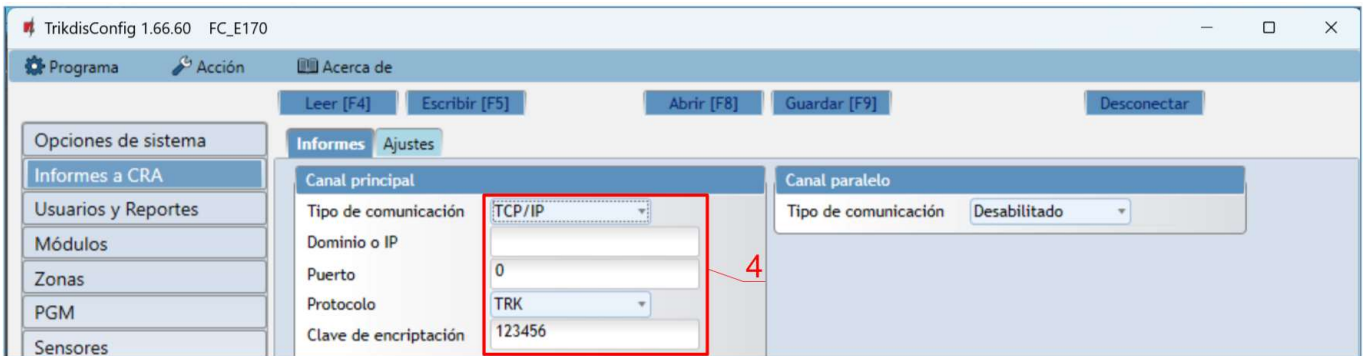 TrikdisConfig 1.66.60 FC_E170
Programa Acción Acerca de
Leer [F4] Escribir [F5] Abrir [F8] Guardar [F9] Desconectar
Opciones de sistema
Informes a CRA
Usuarios y Reportes
Módulos
Zonas
PGM
Sensores
Informes Ajustes
Canal principal
Tipo de comunicación TCP/IP
Dominio o IP
Puerto 0
Protocolo TRK
Clave de encriptación 123456
4
Canal paralelo
Tipo de comunicación Desabilitado